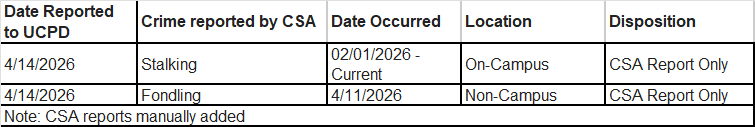 Date Reported to UCPD Crime reported by CSA Date Occurred Location Disposition
4/14/2026 Stalking 02/01/2026 - Current On-Campus CSA Report Only
4/14/2026 Fondling 4/11/2026 Non-Campus CSA Report Only
Note: CSA reports manually added